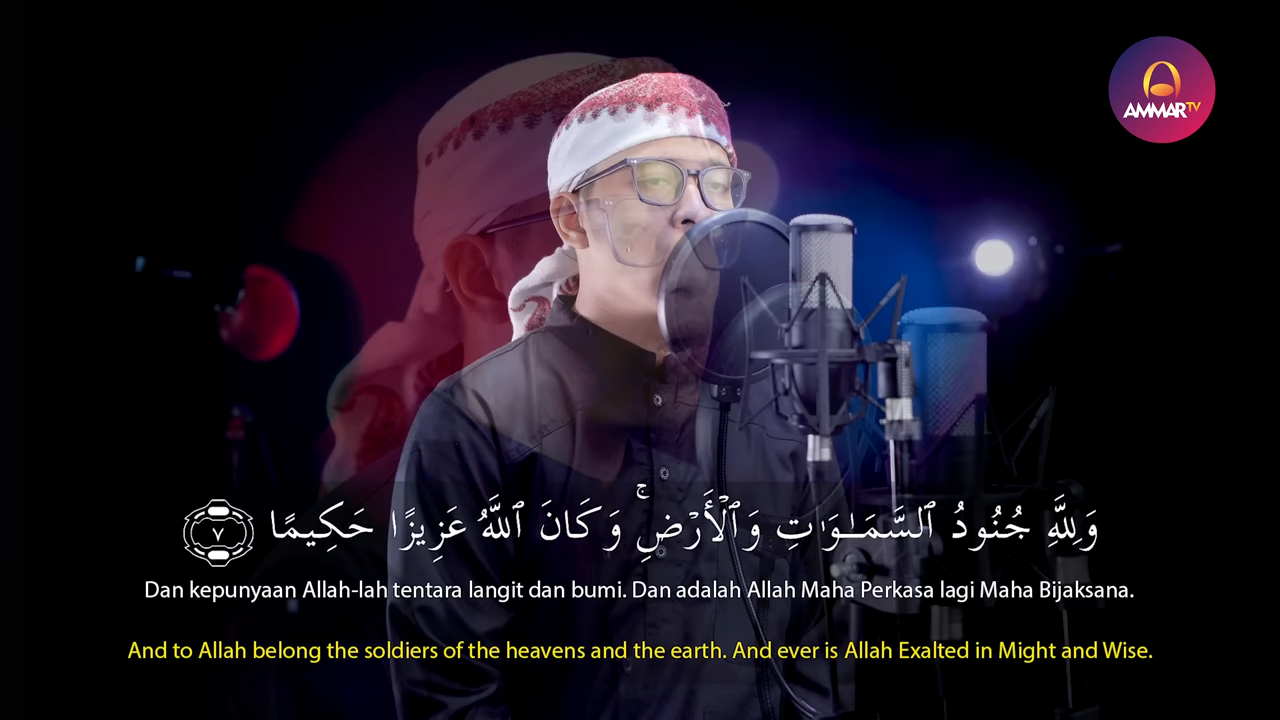 AMMARTV
وَلِلَّهِ جُنُودُ ٱلسَّمَـٰوَٰتِ وَٱلْأَرْضِ ۚ وَكَانَ ٱللَّهُ عَزِيزًا حَكِيمًا ٧
Dan kepunyaan Allah-lah tentara langit dan bumi. Dan adalah Allah Maha Perkasa lagi Maha Bijaksana.
And to Allah belong the soldiers of the heavens and the earth. And ever is Allah Exalted in Might and Wise.